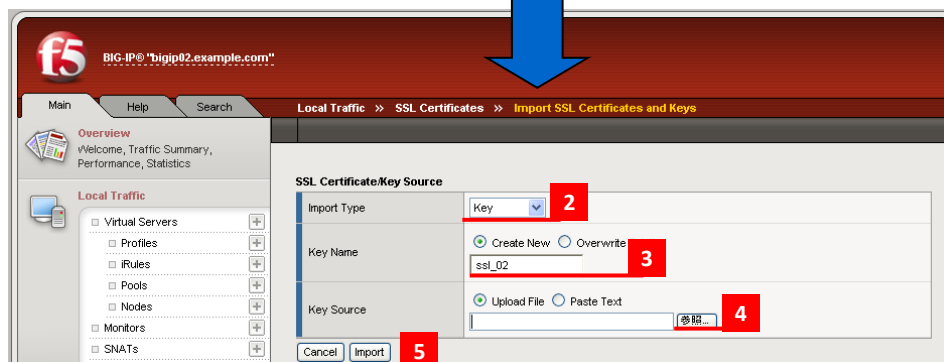 f5
BIG-IP® "bigip02.example.com"
Main
Help
Search
Local Traffic » SSL Certificates » Import SSL Certificates and Keys
Overview
Welcome, Traffic Summary,
Performance, Statistics
Local Traffic
Virtual Servers
Profiles
iRules
Pools
Nodes
Monitors
SNATs
SSL Certificate/Key Source
Import Type
Key
2
Key Name
Create New Overwrite
ssl_02
3
Key Source
Upload File Paste Text
参照...
4
Cancel Import
5